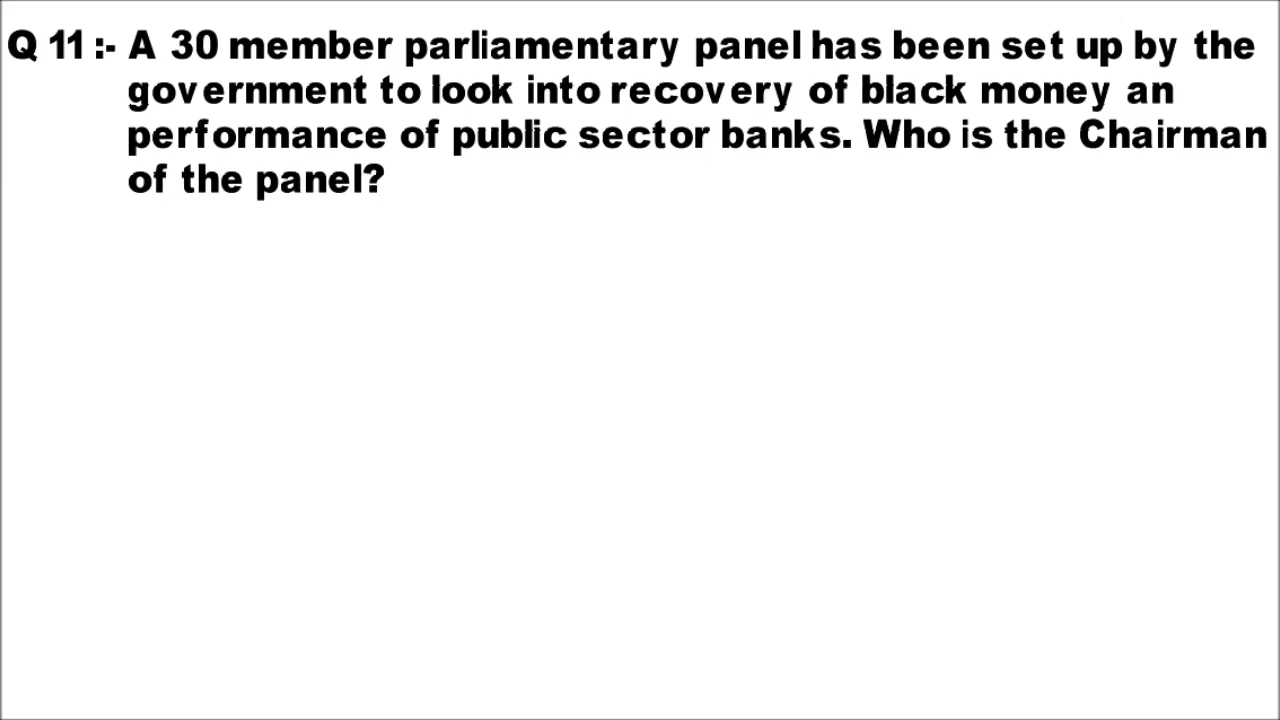 Q 11 :- A 30 member parliamentary panel has been set up by the
government to look into recovery of black money an
performance of public sector banks. Who is the Chairman
of the panel?